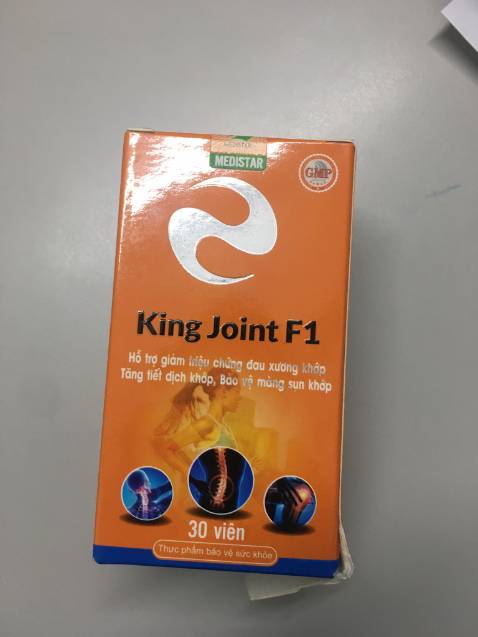 MEDISTAR
MEDISTAR
GMP
King Joint F1
Hỗ trợ giảm triệu chứng đau xương khớp
Tăng tiết dịch khớp, Bảo vệ màng sụn khớp
30 viên
Thực phẩm bảo vệ sức khỏe